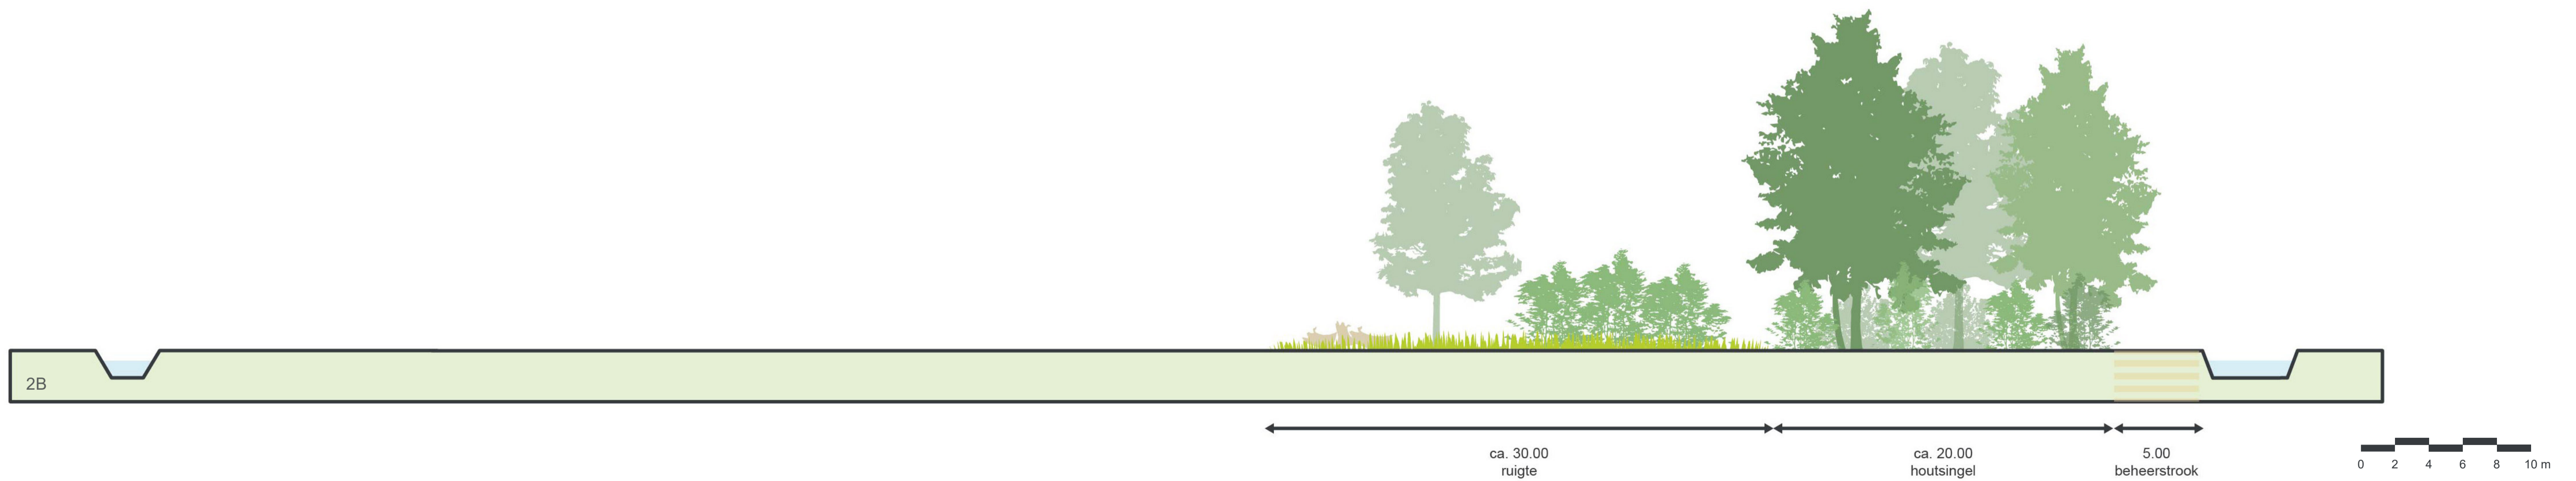 2B
ca. 30.00
ruigte
ca. 20.00
houtsingel
5.00
beheerstrook
0 2 4 6 8 10 m